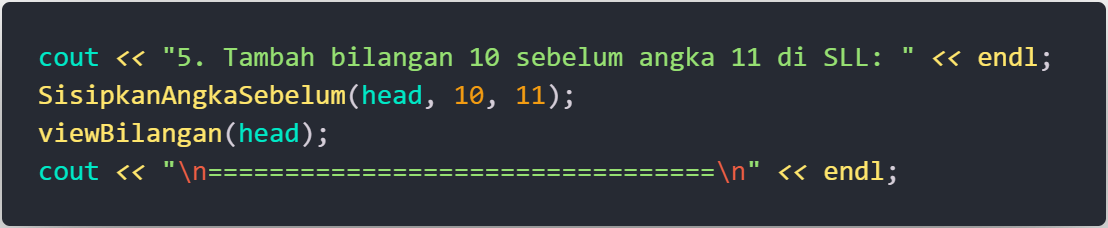 cout << "5. Tambah bilangan 10 sebelum angka 11 di SLL: " << endl;
SisipkanAngkaSebelum(head, 10, 11);
viewBilangan(head);
cout << "\n=================================\n" << endl;